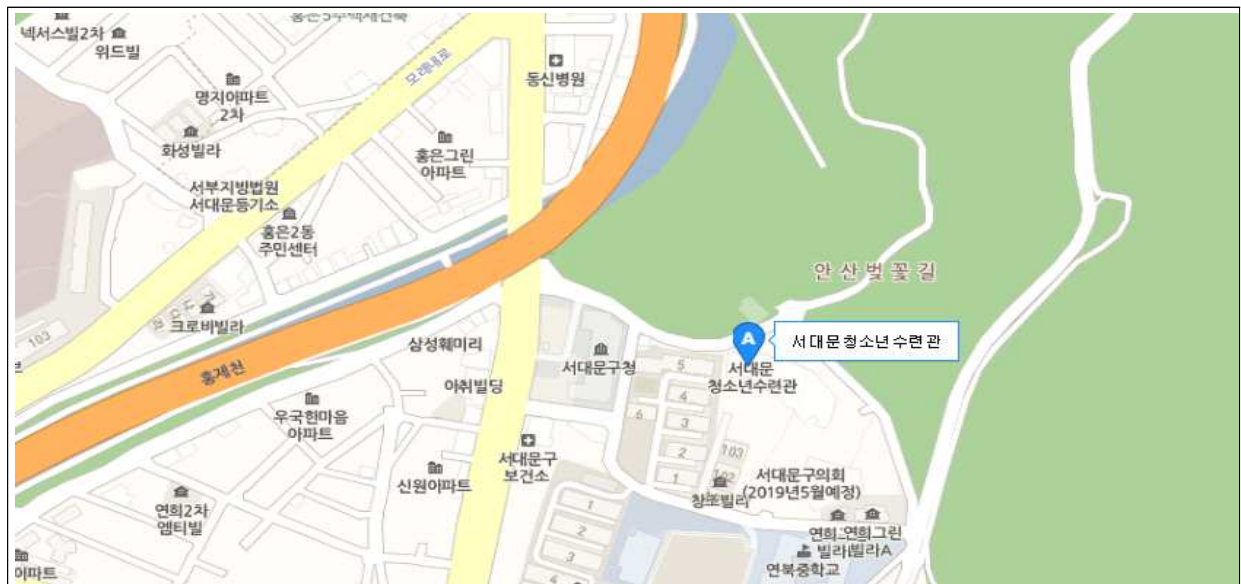 넥서스빌2차
위드빌
모래내로
동신병원
명지아파트
2차
화성빌라
홍은그린
아파트
서부지방법원
서대문등기소
홍은2동
주민센터
안산벚꽃길
크로바빌라
103
A
서대문청소년수련관
삼성훼미리
서대문구청
5
서대문
청소년수련관
홍제천
아취빌딩
4
6
3
우국한마음
아파트
2
103
서대문구
보건소
신원아파트
1
102
서대문구의회
(2019년5월예정)
창조빌라
연희2차
엠티빌
1
2
3
연희그린
빌라A
연북중학교
아파트